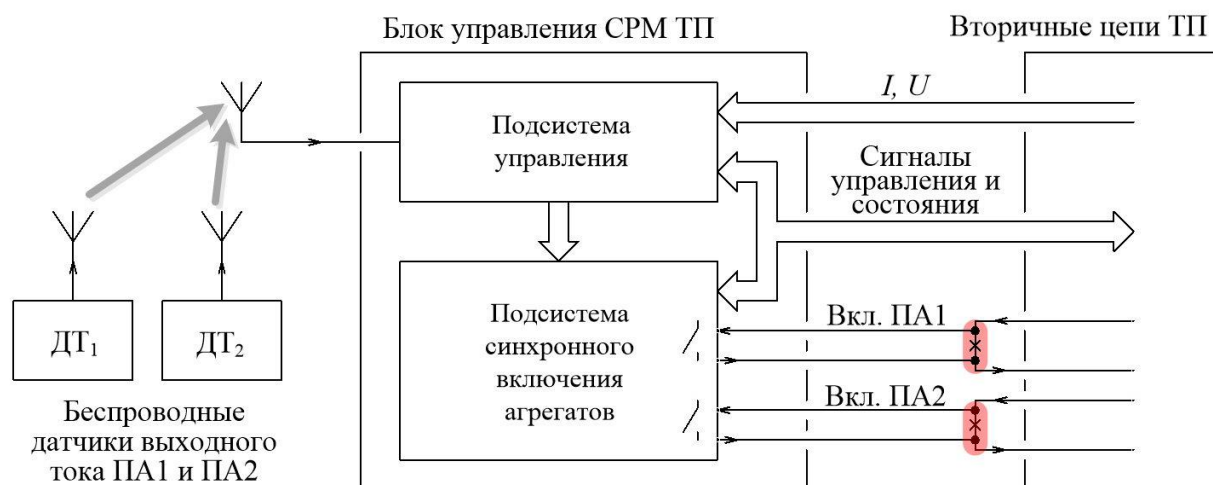 Блок управления СРМ ТП
Вторичные цепи ТП
I, U
Подсистема
управления
Сигналы
управления и
состояния
Подсистема
синхронного
включения
агрегатов
Вкл. ПА1
Вкл. ПА2
ДТ1
ДТ2
Беспроводные
датчики выходного
тока ПА1 и ПА2